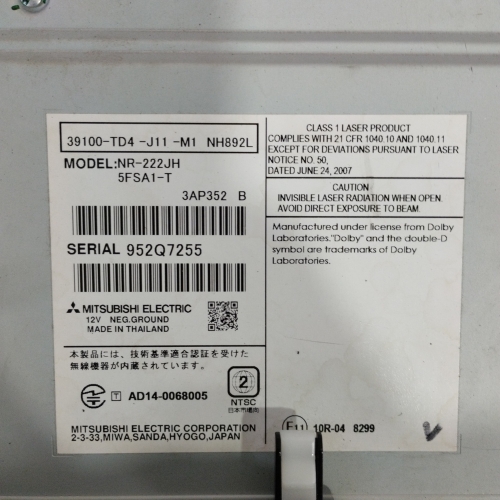 39100-TD4 -J11 -M1 NH892L
MODEL:NR-222JH
5FSA1-T
3AP352 B
SERIAL 952Q7255
MITSUBISHI ELECTRIC
12V NEG.GROUND
MADE IN THAILAND
本製品には、技術基準適合認証を受けた
無線機器が内蔵されています。
T AD14-0068005
2
NTSC
日本市場向
MITSUBISHI ELECTRIC CORPORATION
2-3-33,MIWA,SANDA,HYOGO,JAPAN
CLASS 1 LASER PRODUCT
COMPLIES WITH 21 CFR 1040.10 AND 1040.11
EXCEPT FOR DEVIATIONS PURSUANT TO LASER
NOTICE NO. 50,
DATED JUNE 24, 2007
CAUTION
INVISIBLE LASER RADIATION WHEN OPEN.
AVOID DIRECT EXPOSURE TO BEAM.
Manufactured under license from Dolby
Laboratories."Dolby" and the double-D
symbol are trademarks of Dolby
Laboratories.
E11 10R-04 8299